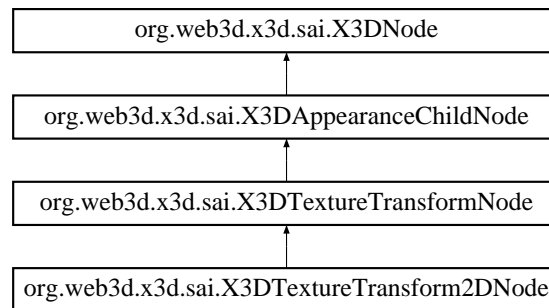 org.web3d.x3d.sai.X3DNode
org.web3d.x3d.sai.X3DAppearanceChildNode
org.web3d.x3d.sai.X3DTextureTransformNode
org.web3d.x3d.sai.X3DTextureTransform2DNode